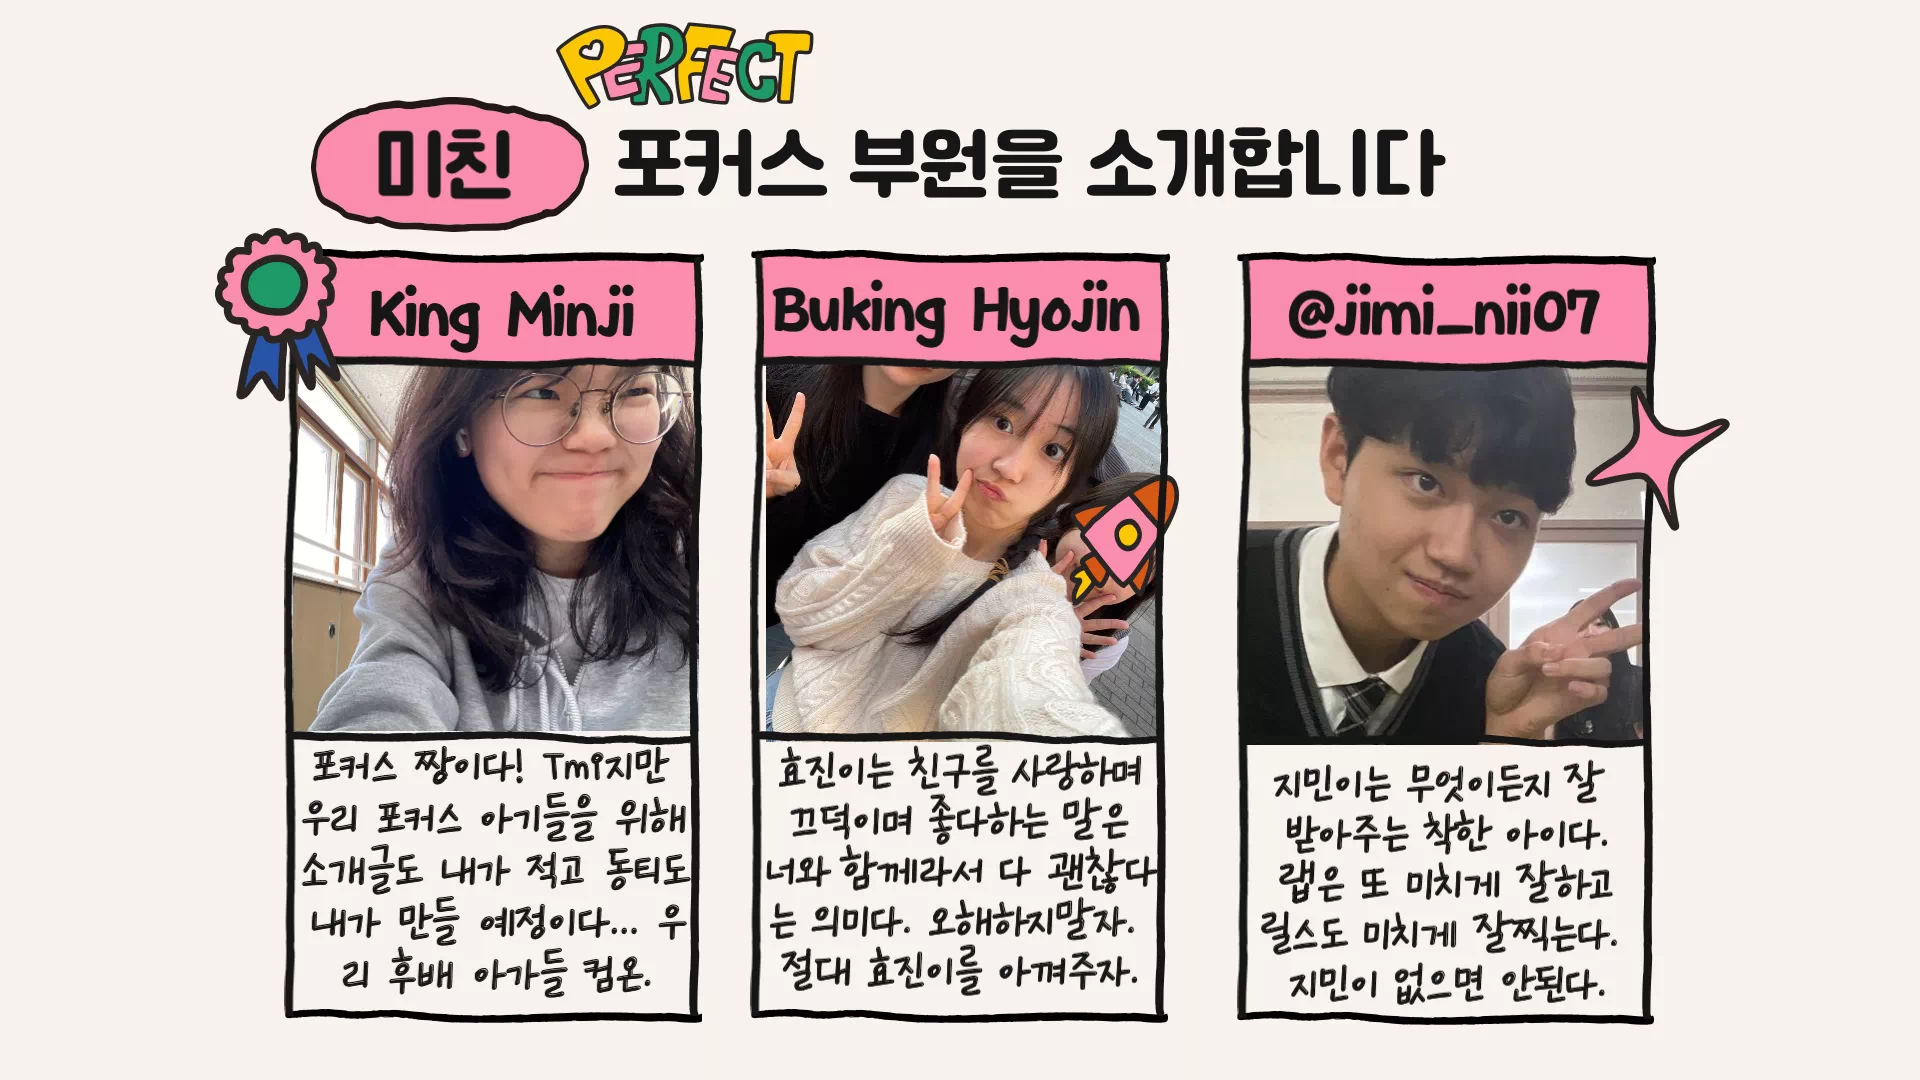 PERFECT
미친 포커스 부원을 소개합니다
King Minji
포커스 짱이다! Tmi지만
우리 포커스 아기들을 위해
소개글도 내가 적고 동티도
내가 만들 예정이다... 우
리 후배 아가들 컴온.
Buking Hyojin
효진이는 친구를 사랑하며
끄덕이며 좋다하는 말은
너와 함께라서 다 괜찮다
는 의미다. 오해하지말자.
절대 효진이를 아껴주자.
@jimi_nii07
지민이는 무엇이든지 잘
받아주는 착한 아이다.
랩은 또 미치게 잘하고
릴스도 미치게 잘찍는다.
지민이 없으면 안된다.